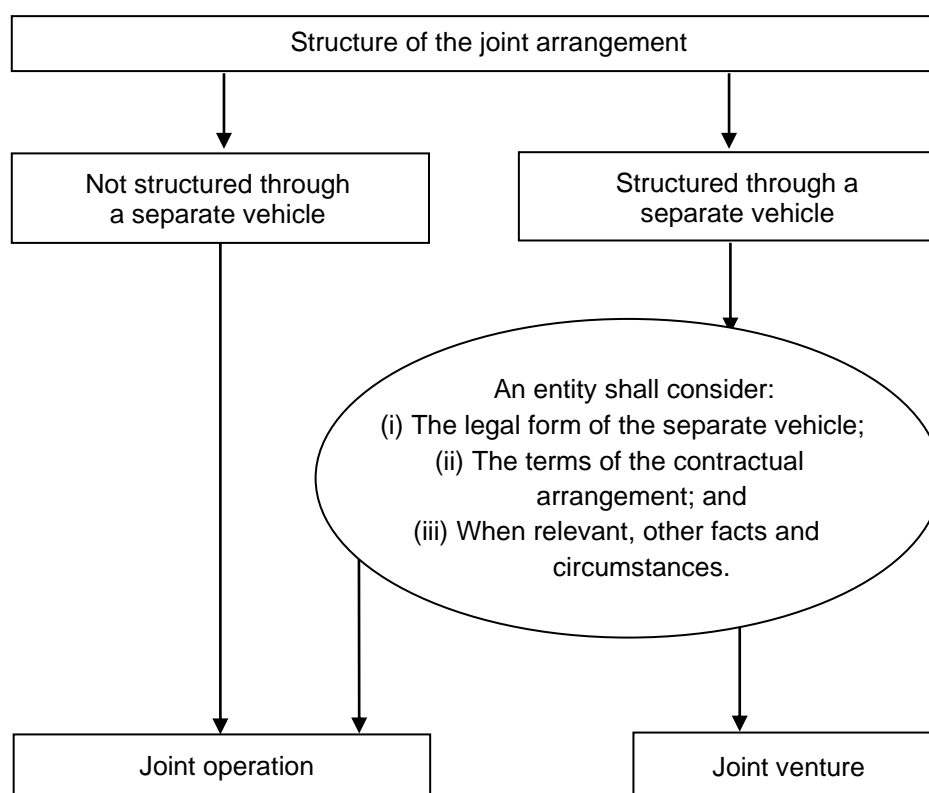 Structure of the joint arrangement
Not structured through
a separate vehicle
Structured through a
separate vehicle
An entity shall consider:
(i) The legal form of the separate vehicle;
(ii) The terms of the contractual
arrangement; and
(iii) When relevant, other facts and
circumstances.
Joint operation
Joint venture